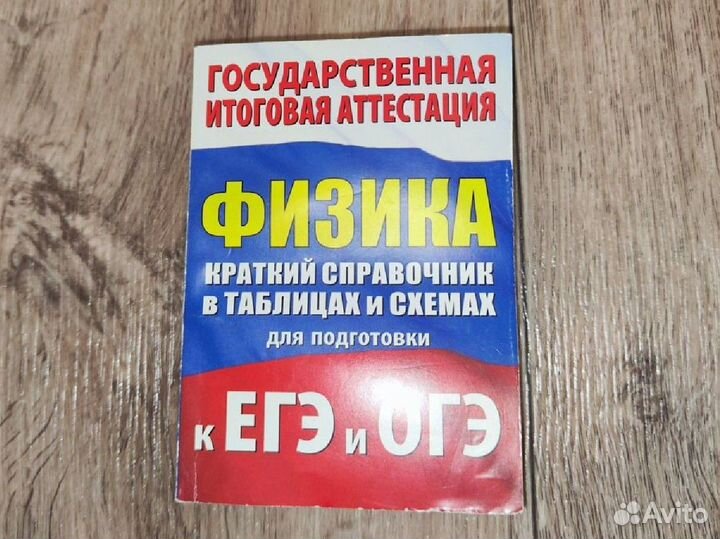 ГОСУДАРСТВЕННАЯ
ИТОГОВАЯ АТТЕСТАЦИЯ
ФИЗИКА
КРАТКИЙ СПРАВОЧНИК
В ТАБЛИЦАХ И СХЕМАХ
для подготовки
к ЕГЭ и ОГЭ
Avito